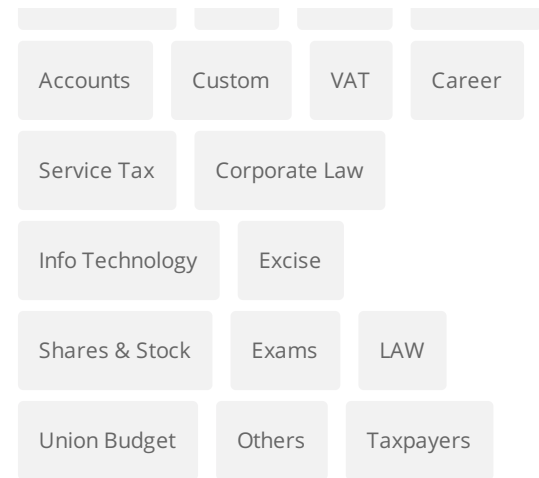 Accounts Custom VAT Career
Service Tax Corporate Law
Info Technology Excise
Shares & Stock Exams LAW
Union Budget Others Taxpayers